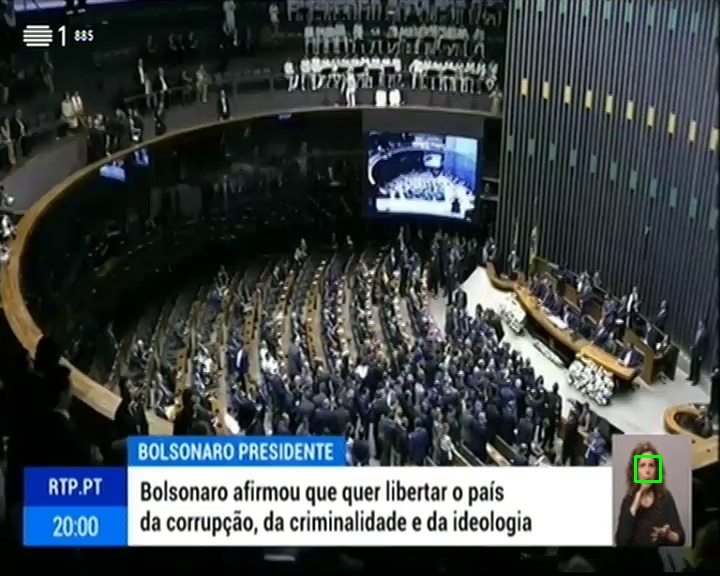 1 885
BOLSONARO PRESIDENTE
RTP.PT
20:00
Bolsonaro afirmou que quer libertar o país
da corrupção, da criminalidade e da ideologia